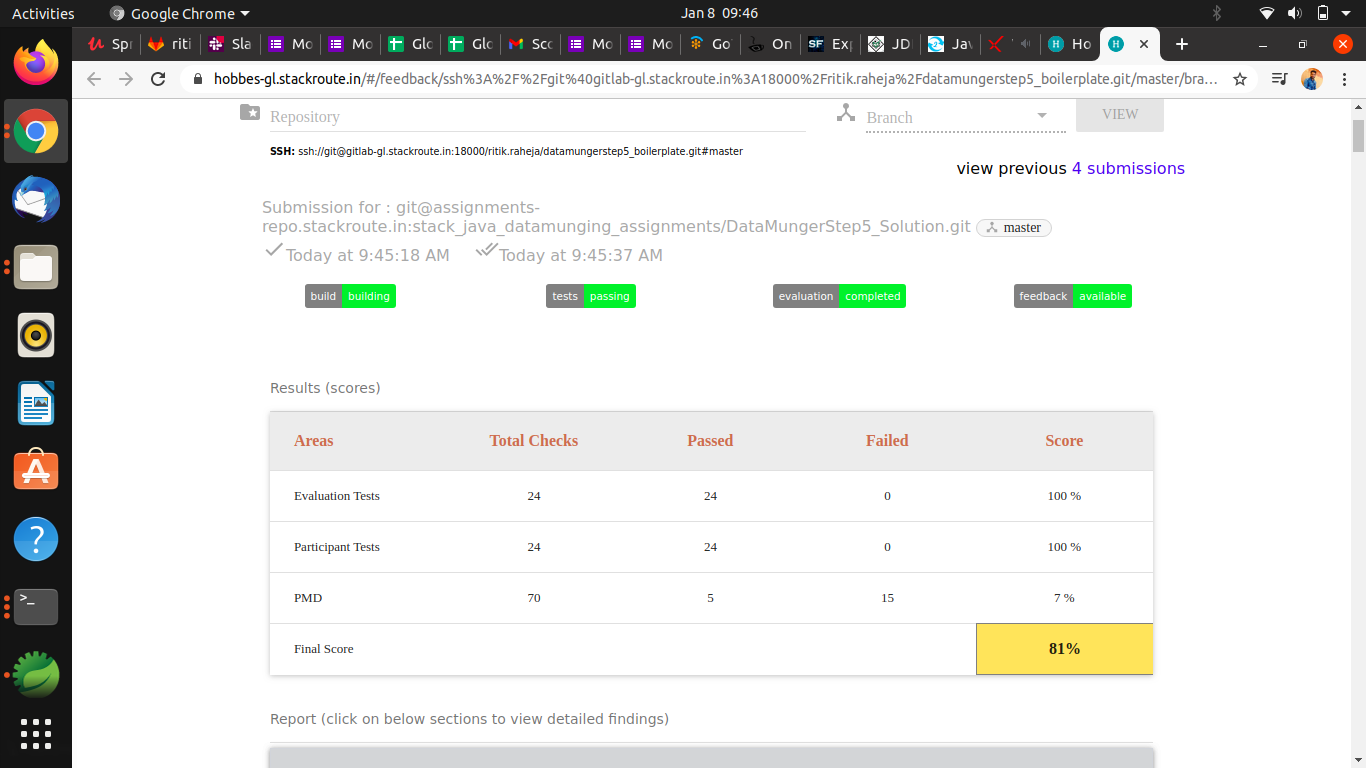 Activities Google Chrome Jan 8 09:46
Spr riti Sla Mo Mo Glo Glo Sco Mo Mo Go On Exp JD Jav Ho
hobbes-gl.stackroute.in/#/feedback/ssh%3A%2F%2Fgit%40gitlab-gl.stackroute.in%3A18000%2Fritik.raheja%2Fdatamungerstep5_boilerplate.git/master/bra...
Repository Branch VIEW
SSH: ssh://git@gitlab-gl.stackroute.in:18000/ritik.raheja/datamungerstep5_boilerplate.git#master
view previous 4 submissions
Submission for : git@assignments-
repo.stackroute.in:stack_java_datamunging_assignments/DataMungerStep5_Solution.git master
Today at 9:45:18 AM Today at 9:45:37 AM
build building tests passing evaluation completed feedback available
Results (scores)
Areas Total Checks Passed Failed Score
Evaluation Tests 24 24 0 100 %
Participant Tests 24 24 0 100 %
PMD 70 5 15 7 %
Final Score 81%
Report (click on below sections to view detailed findings)